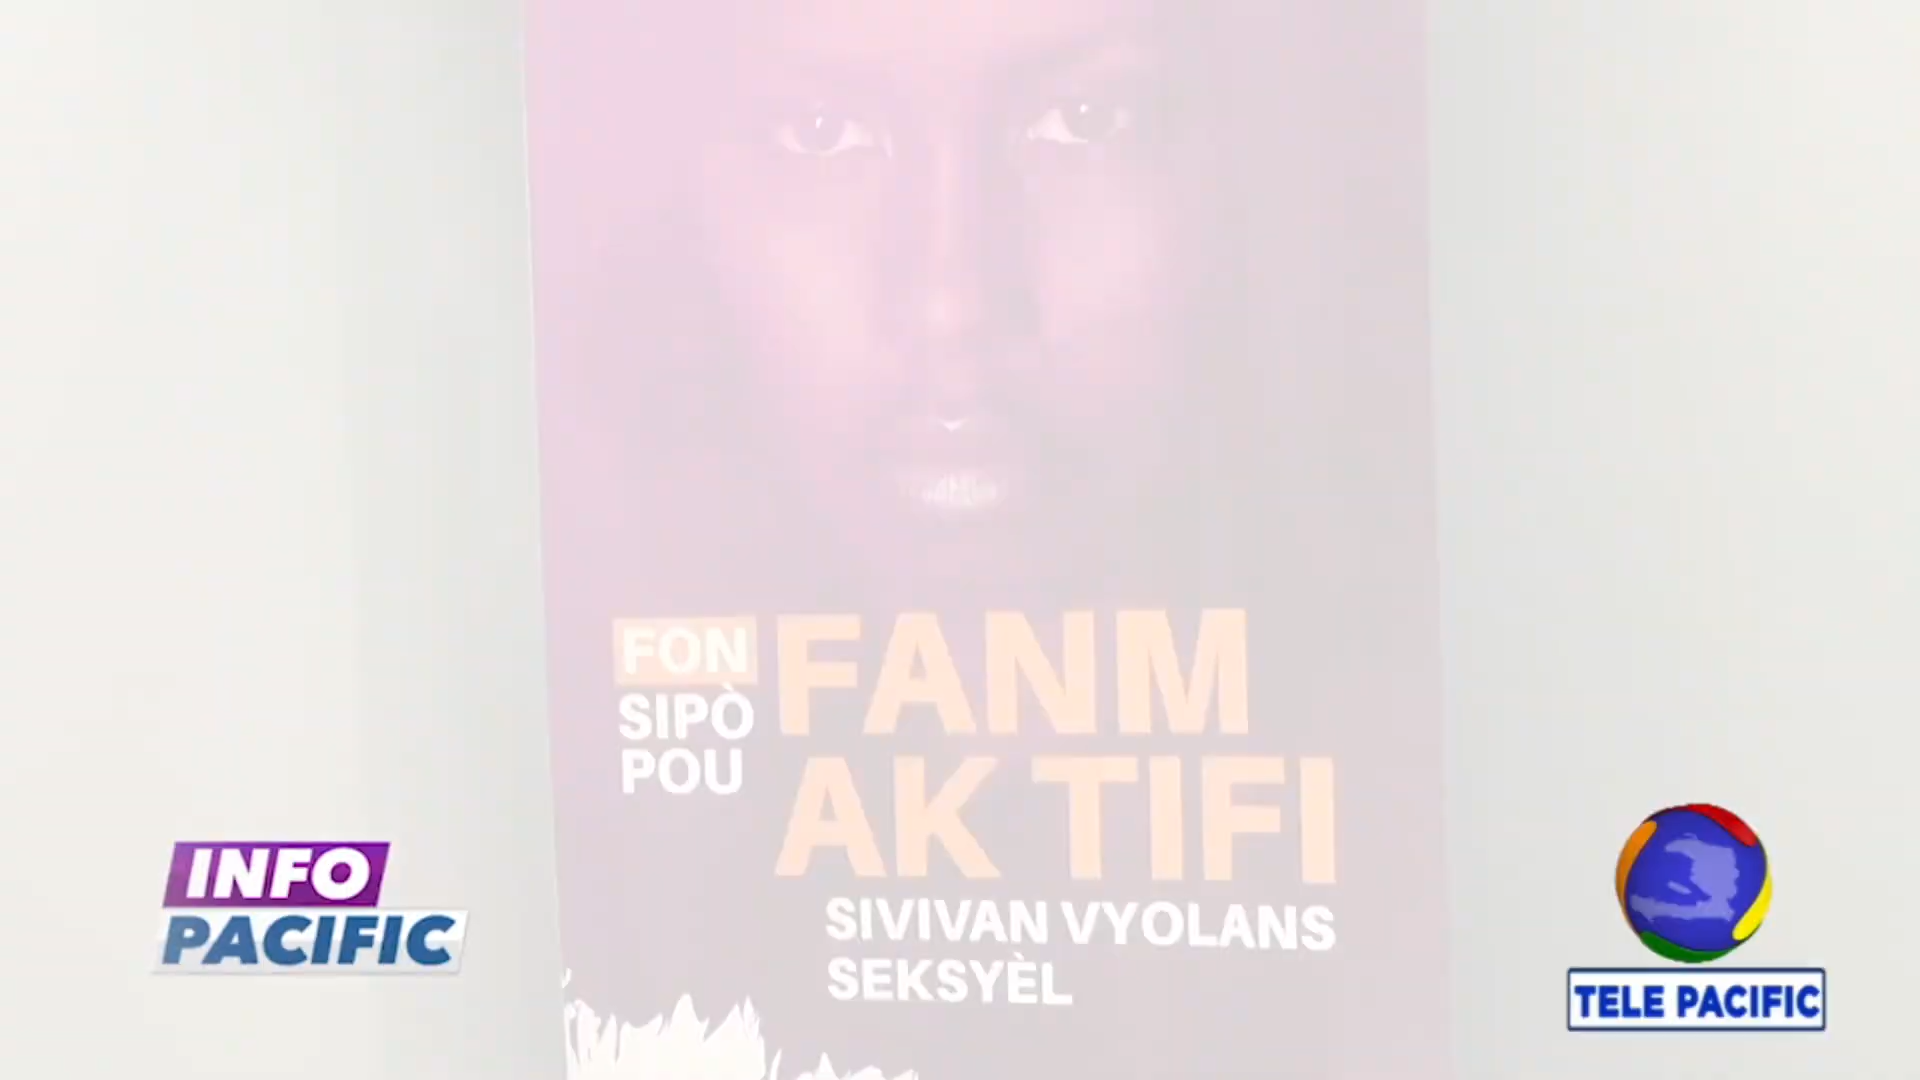 FON
SIPÒ
POU
FANM
AK TIFI
SIVIVAN VYOLANS
SEKSYÈL
INFO
PACIFIC
TELE PACIFIC